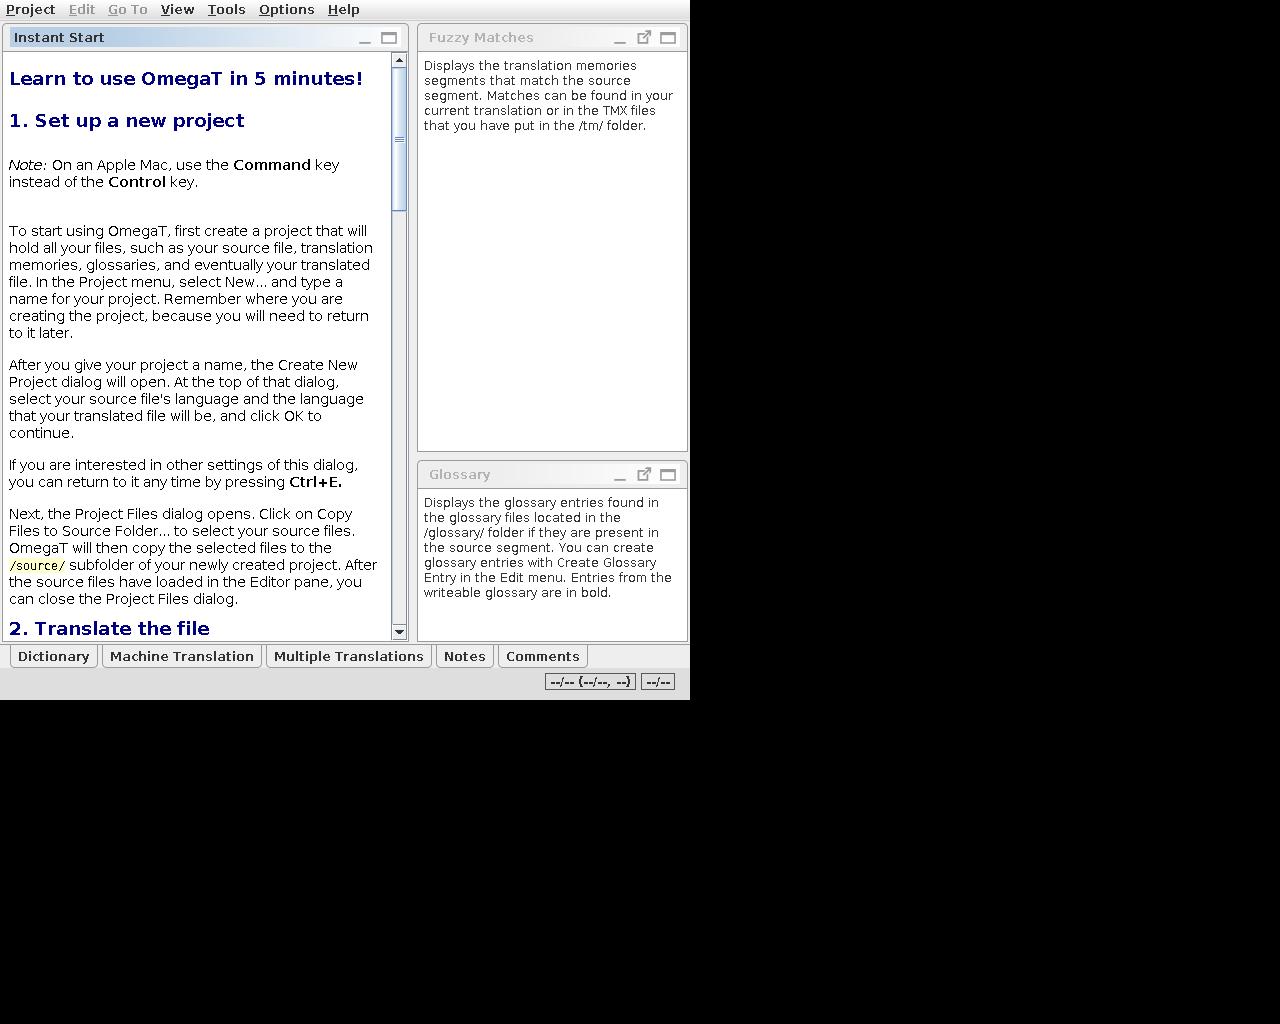 Project Edit Go To View Tools Options Help
Instant Start
Learn to use OmegaT in 5 minutes!
1. Set up a new project
Note: On an Apple Mac, use the Command key
instead of the Control key.
To start using OmegaT, first create a project that will
hold all your files, such as your source file, translation
memories, glossaries, and eventually your translated
file. In the Project menu, select New... and type a
name for your project. Remember where you are
creating the project, because you will need to return
to it later.
After you give your project a name, the Create New
Project dialog will open. At the top of that dialog,
select your source file's language and the language
that your translated file will be, and click OK to
continue.
If you are interested in other settings of this dialog,
you can return to it any time by pressing Ctrl+E.
Next, the Project Files dialog opens. Click on Copy
Files to Source Folder... to select your source files.
OmegaT will then copy the selected files to the
/source/ subfolder of your newly created project. After
the source files have loaded in the Editor pane, you
can close the Project Files dialog.
2. Translate the file
Fuzzy Matches
Displays the translation memories
segments that match the source
segment. Matches can be found in your
current translation or in the TMX files
that you have put in the /tm/ folder.
Glossary
Displays the glossary entries found in
the glossary files located in the
/glossary/ folder if they are present in
the source segment. You can create
glossary entries with Create Glossary
Entry in the Edit menu. Entries from the
writeable glossary are in bold.
Dictionary Machine Translation Multiple Translations Notes Comments
--/-- (--/--, --) --/--